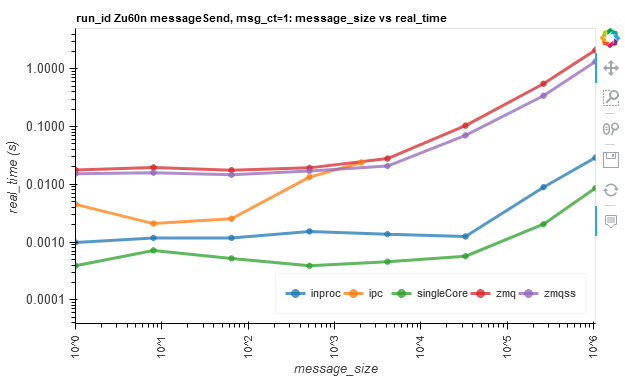 run_id Zu60n messageSend, msg_ct=1: message_size vs real_time
real_time (s)
1.0000
0.1000
0.0100
0.0010
0.0001
inproc ipc singleCore zmq zmqss
10^0 10^1 10^2 10^3 10^4 10^5 10^6
message_size